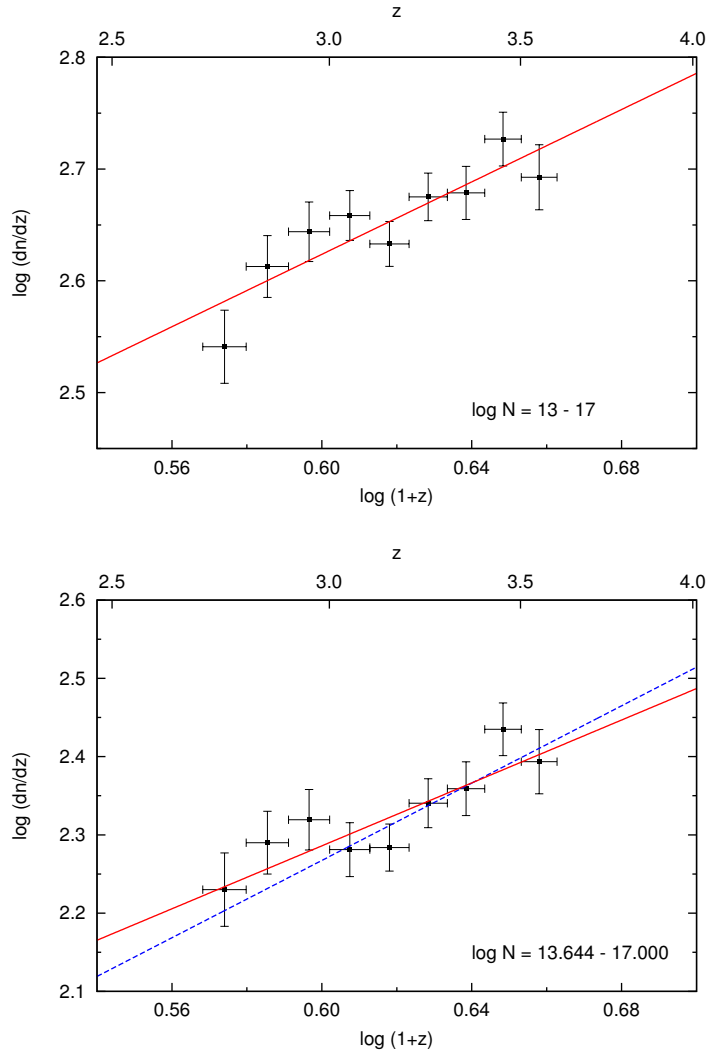 z
2.5 3.0 3.5 4.0
2.8
2.7
2.6
2.5
log (dn/dz)
log N = 13 - 17
0.56 0.60 0.64 0.68
log (1+z)
z
2.5 3.0 3.5 4.0
2.6
2.5
2.4
2.3
2.2
2.1
log (dn/dz)
log N = 13.644 - 17.000
0.56 0.60 0.64 0.68
log (1+z)